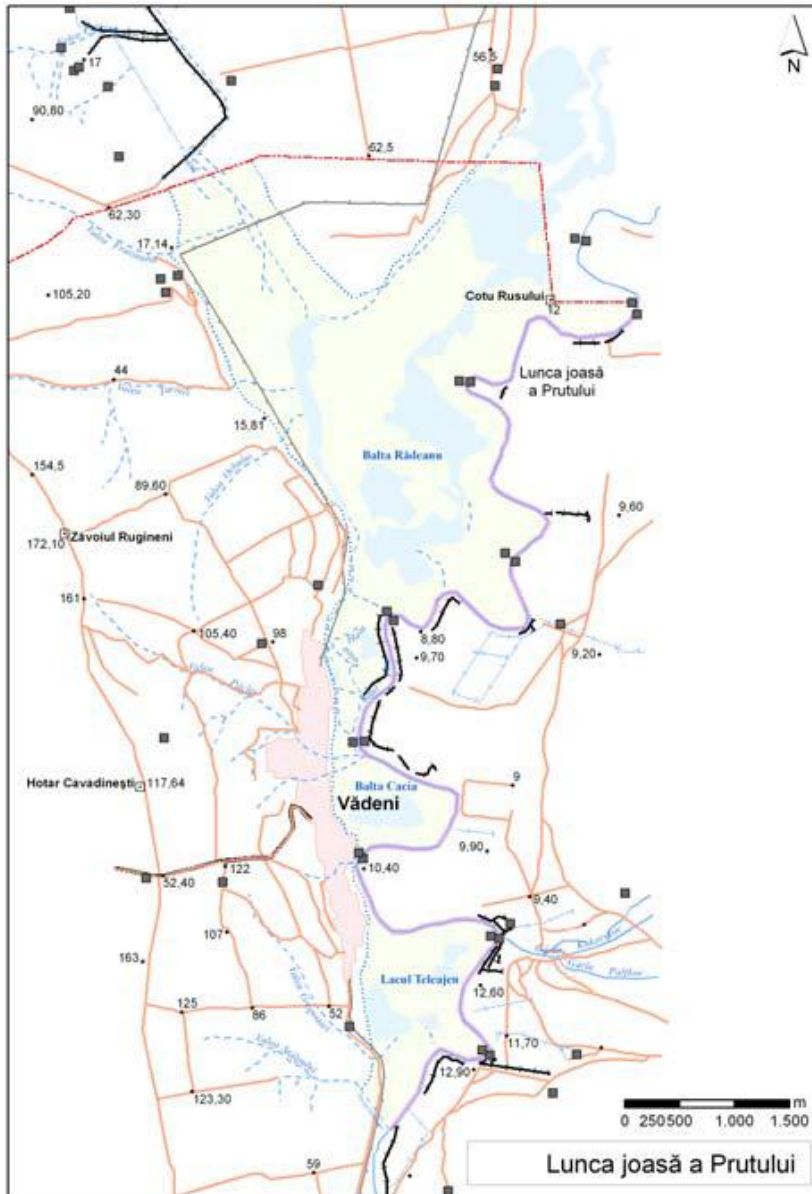 56,5
17
90,80
62,5
N
62,30
17,14
105,20
Cotu Rusului
12
Lunca joasă
a Prutului
44
15,81
Balta Rădeanu
154,5
89,60
9,60
Zăvoiul Rugineni
172,10
161
105,40
98
8,80
9,70
9,20
Hotar Cavadinești
117,64
Balta Cacia
9
Vădeni
9,90
10,40
122
52,40
9,40
107
163
Lacul Teleajen
12,60
125
86
52
11,70
12,90
123,30
m
0 250 500 1.000 1.500
59
Lunca joasă a Prutului